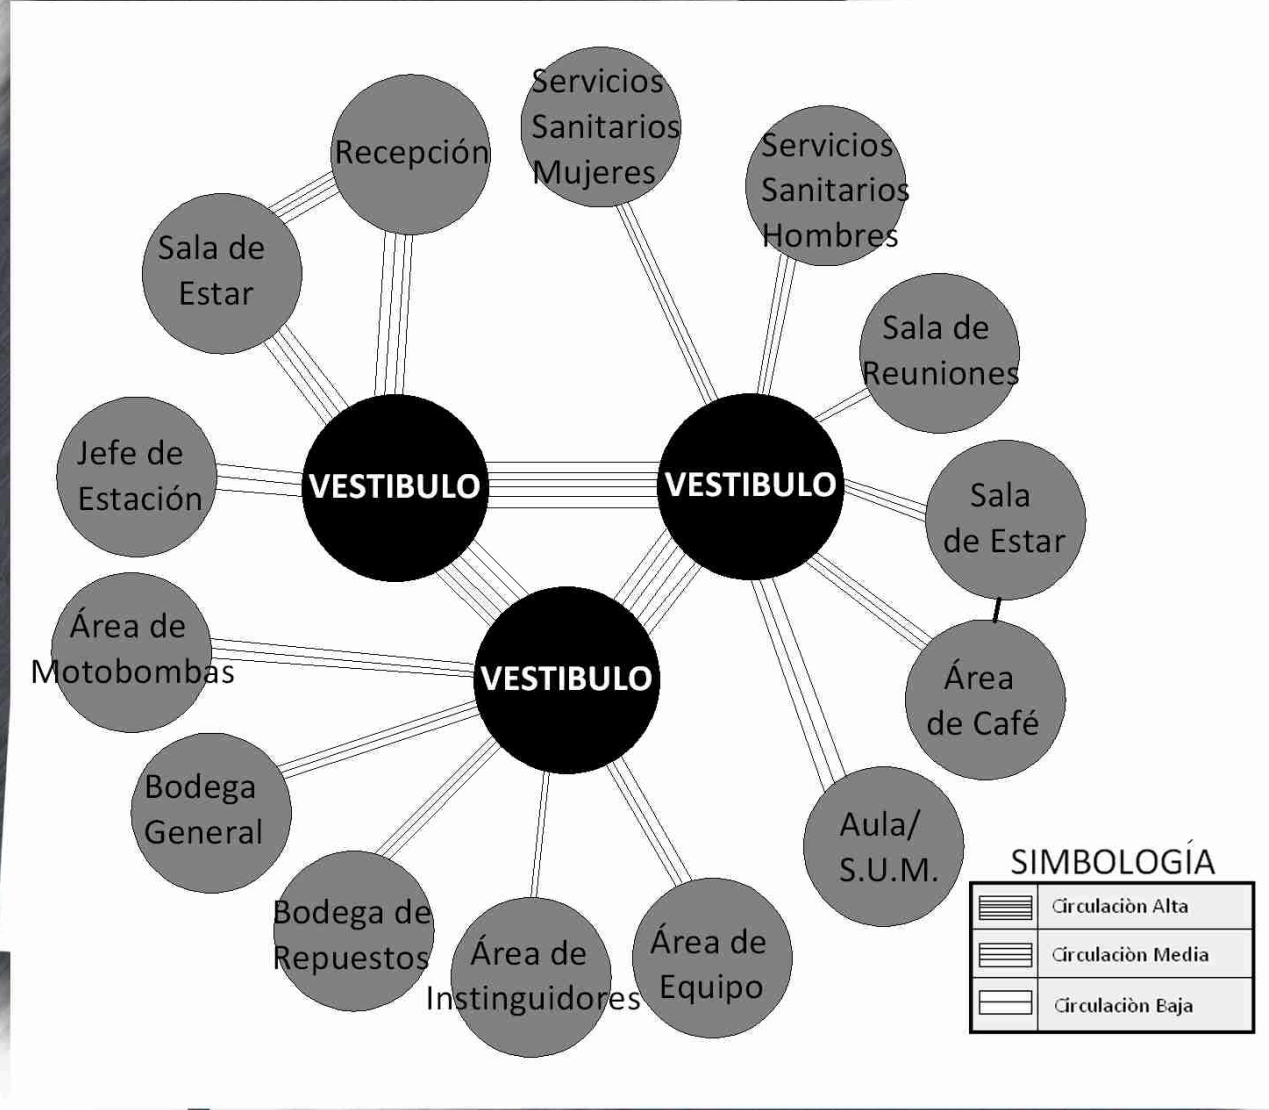 Servicios
Sanitarios
Mujeres
Recepción
Servicios
Sanitarios
Hombres
Sala de
Estar
Sala de
Reuniones
Jefe de
Estación
VESTIBULO
VESTIBULO
Sala
de Estar
Área de
Motobombas
VESTIBULO
Área
de Café
Bodega
General
Aula/
S.U.M.
Bodega de
Repuestos
Área de
Instinguidores
Área de
Equipo
SIMBOLOGÍA
Circulaciòn Alta
Circulaciòn Media
Circulaciòn Baja